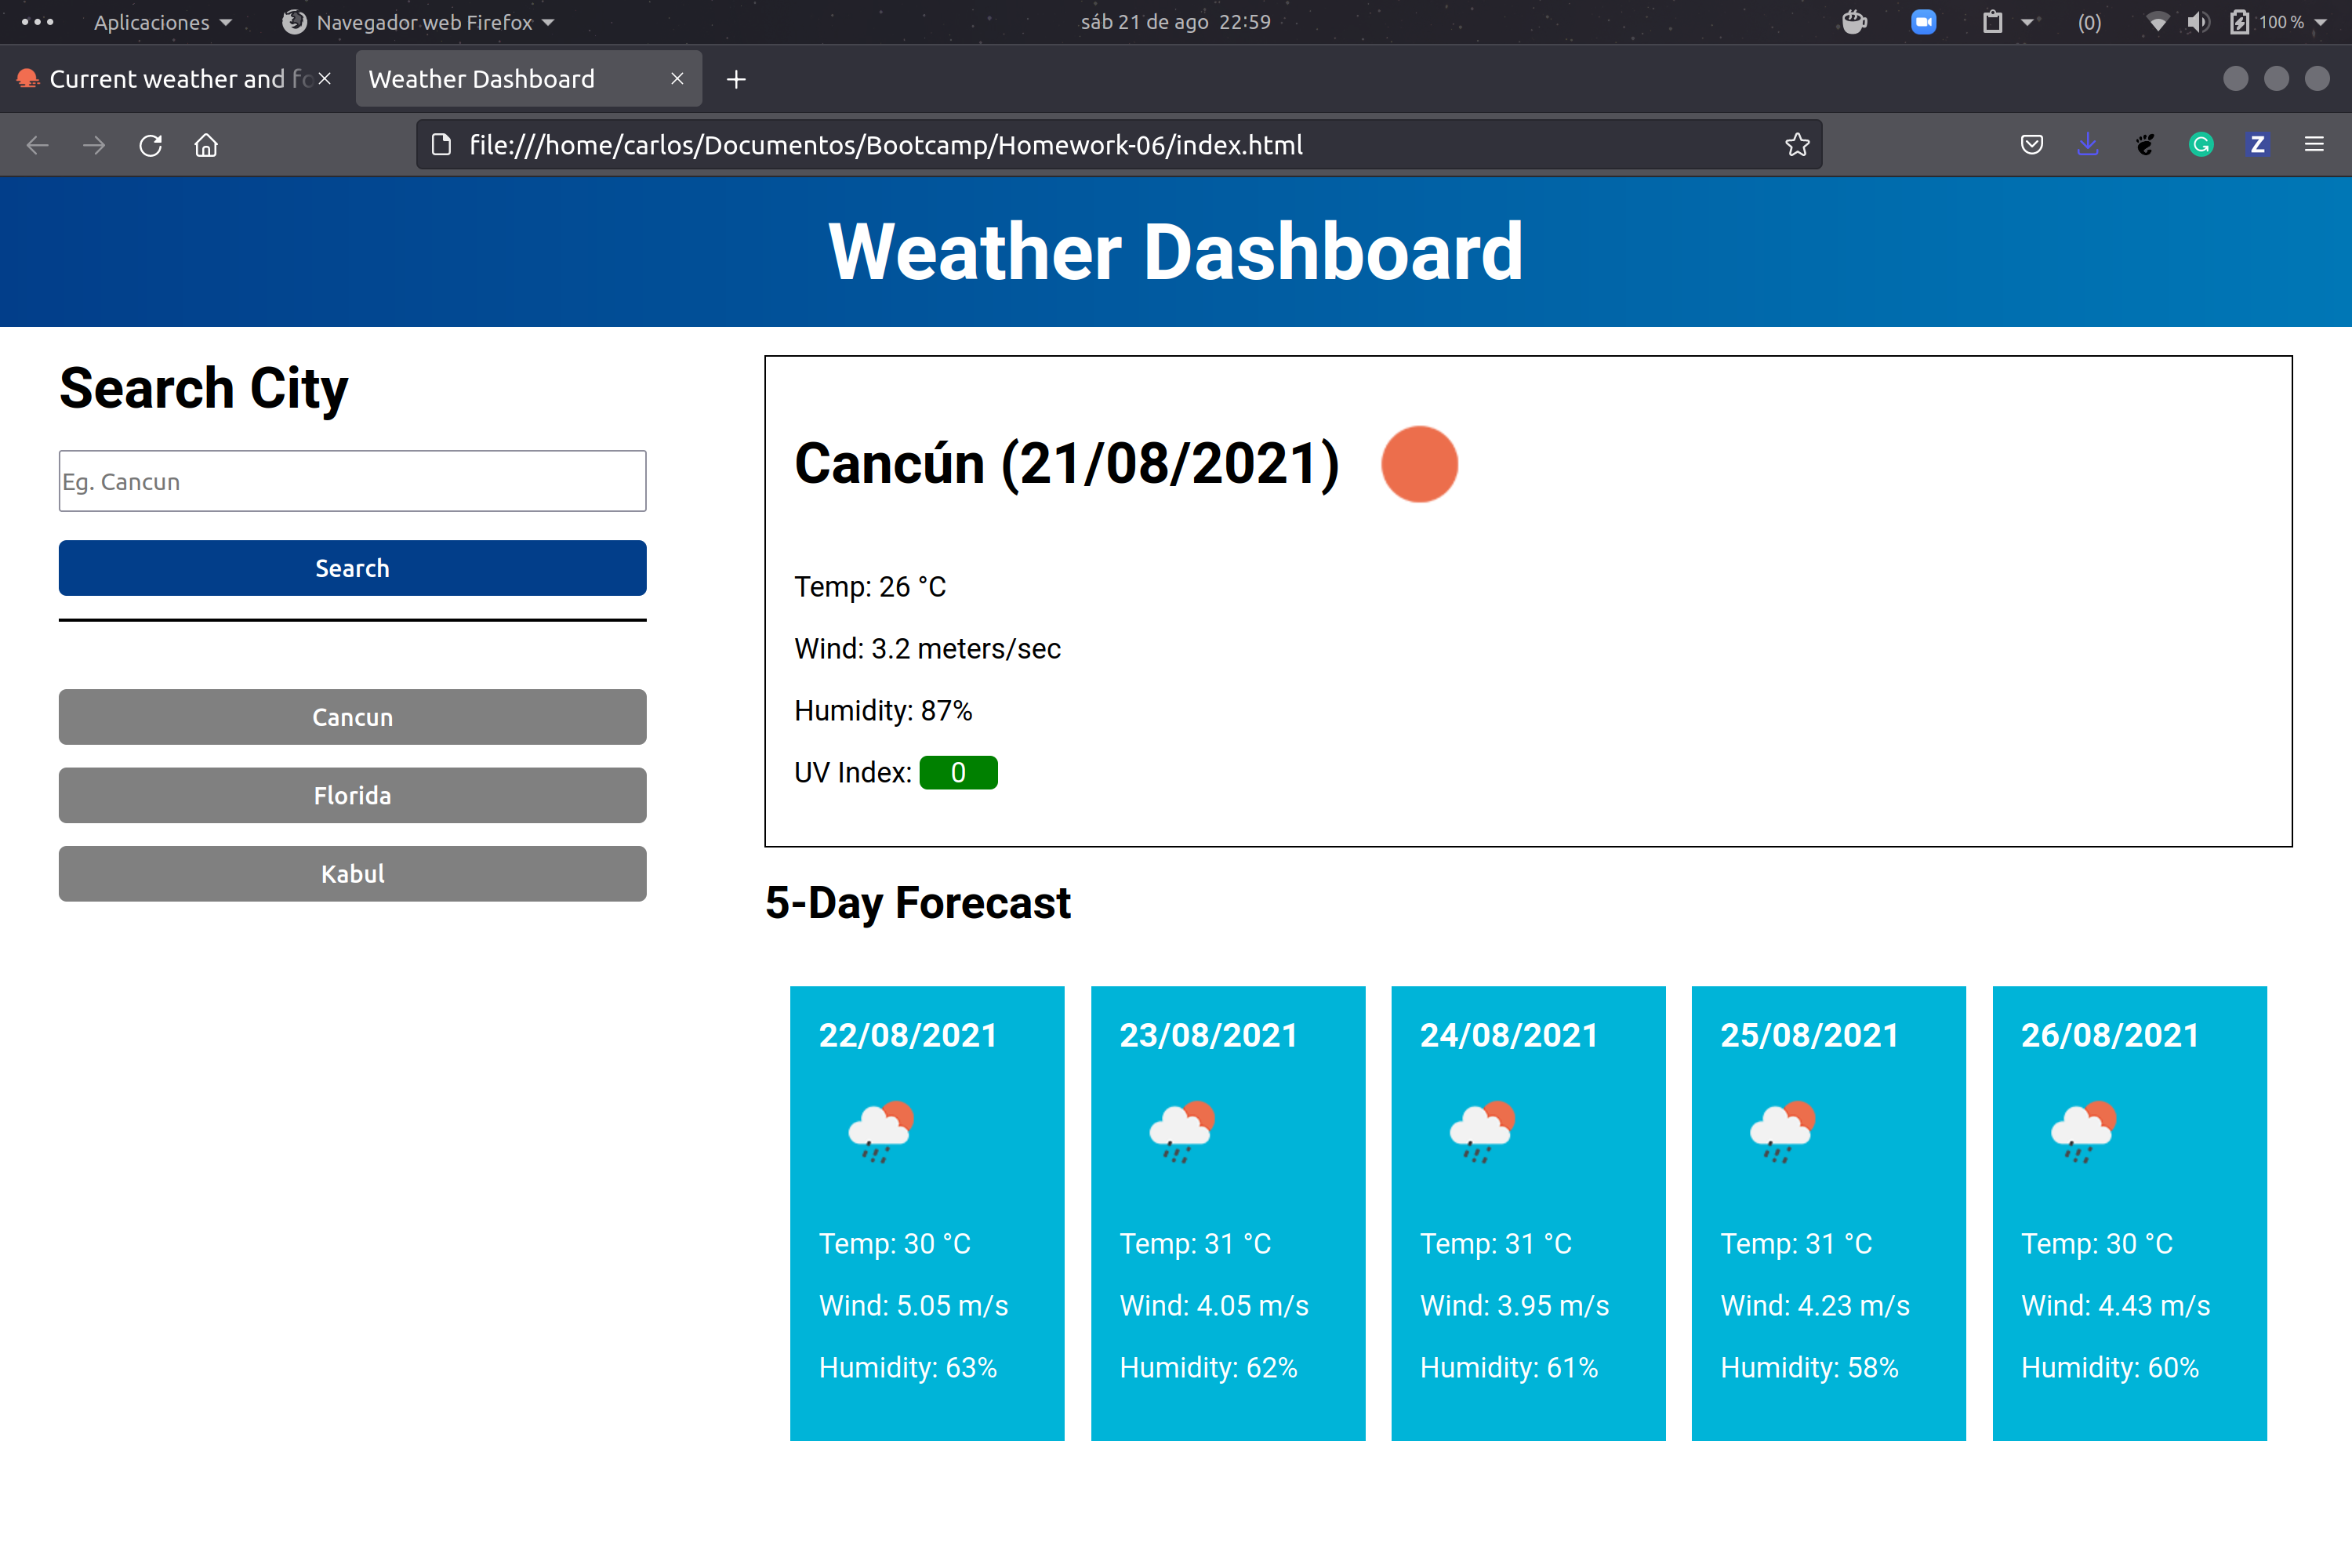 Aplicaciones Navegador web Firefox sáb 21 de ago 22:59 (0) 100 %
Current weather and fo Weather Dashboard
file:///home/carlos/Documentos/Bootcamp/Homework-06/index.html Z
Weather Dashboard
Search City
Eg. Cancun
Search
Cancun
Florida
Kabul
Cancún (21/08/2021)
Temp: 26 °C
Wind: 3.2 meters/sec
Humidity: 87%
UV Index: 0
5-Day Forecast
22/08/2021
Temp: 30 °C
Wind: 5.05 m/s
Humidity: 63%
23/08/2021
Temp: 31 °C
Wind: 4.05 m/s
Humidity: 62%
24/08/2021
Temp: 31 °C
Wind: 3.95 m/s
Humidity: 61%
25/08/2021
Temp: 31 °C
Wind: 4.23 m/s
Humidity: 58%
26/08/2021
Temp: 30 °C
Wind: 4.43 m/s
Humidity: 60%